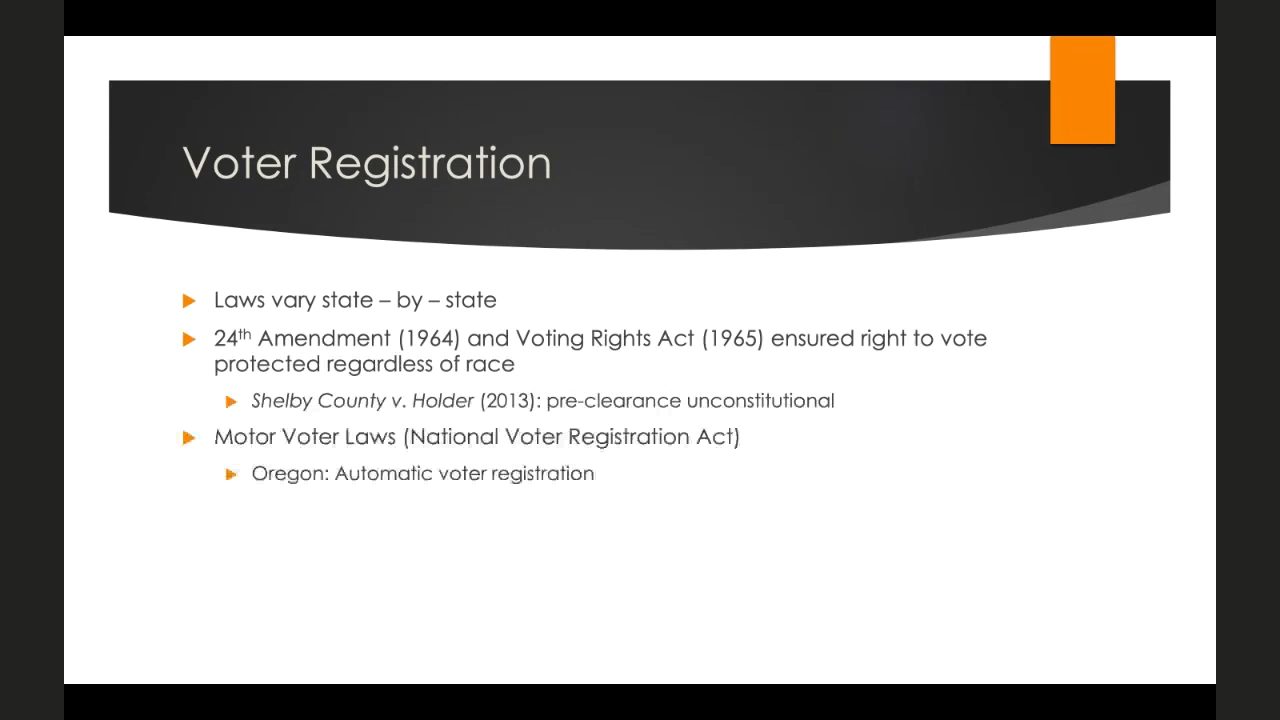 Voter Registration
Laws vary state – by – state
24th Amendment (1964) and Voting Rights Act (1965) ensured right to vote
protected regardless of race
Shelby County v. Holder (2013): pre-clearance unconstitutional
Motor Voter Laws (National Voter Registration Act)
Oregon: Automatic voter registration